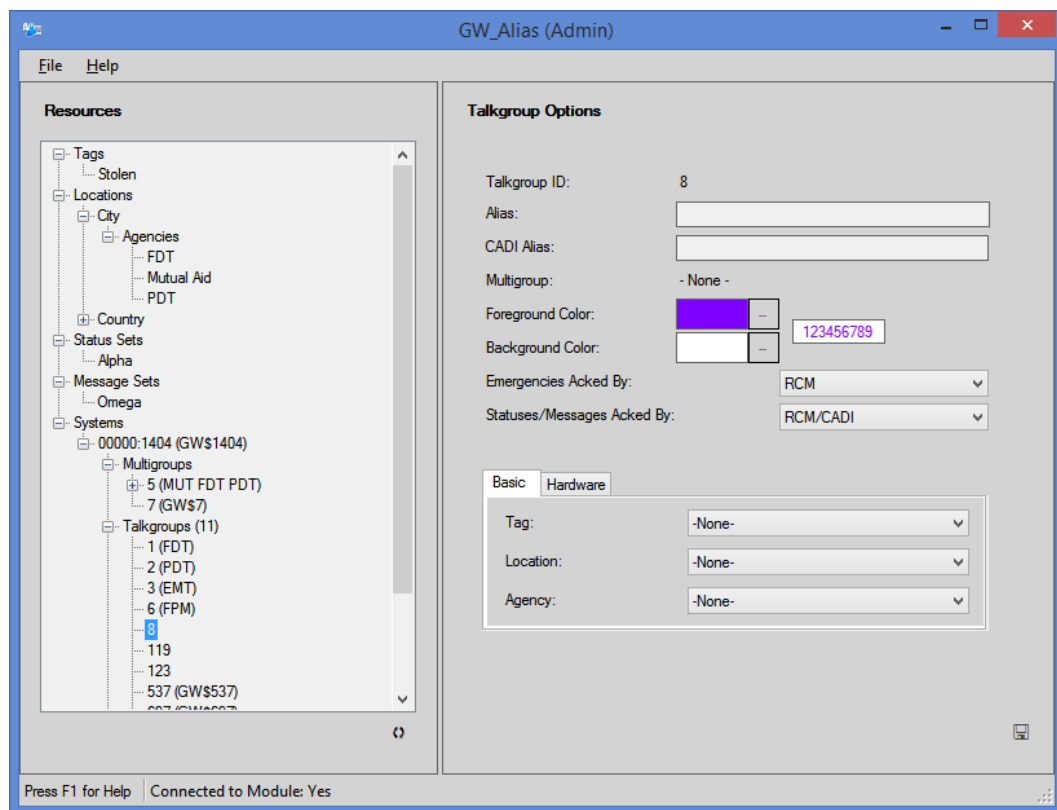 GW_Alias (Admin)
File Help
Resources
Tags
Stolen
Locations
City
Agencies
FDT
Mutual Aid
PDT
Country
Status Sets
Alpha
Message Sets
Omega
Systems
00000:1404 (GW$1404)
Multigroups
5 (MUT FDT PDT)
7 (GW$7)
Talkgroups (11)
1 (FDT)
2 (PDT)
3 (EMT)
6 (FPM)
8
119
123
537 (GW$537)
Talkgroup Options
Talkgroup ID: 8
Alias:
CADI Alias:
Multigroup: - None -
Foreground Color: ...
123456789
Background Color: ...
Emergencies Acked By: RCM
Statuses/Messages Acked By: RCM/CADI
Basic Hardware
Tag: -None-
Location: -None-
Agency: -None-
Press F1 for Help Connected to Module: Yes